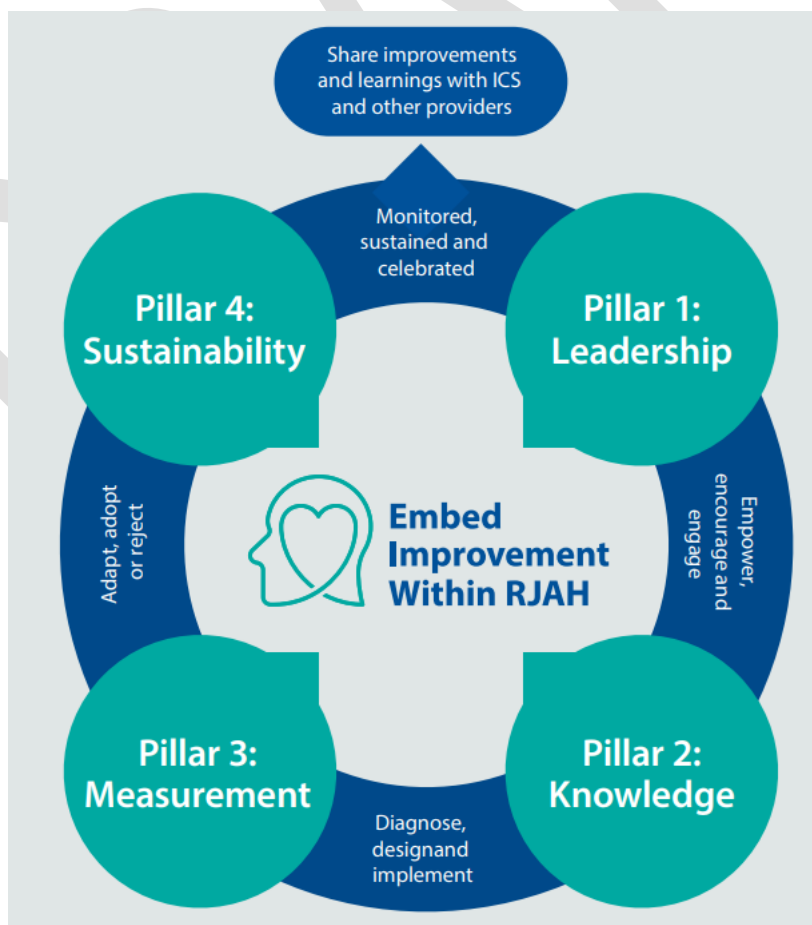 Share improvements
and learnings with ICS
and other providers
Monitored,
sustained and
celebrated
Pillar 4:
Sustainability
Pillar 1:
Leadership
Adapt, adopt
or reject
Embed
Improvement
Within RJAH
Empower,
encourage and
engage
Pillar 3:
Measurement
Pillar 2:
Knowledge
Diagnose,
designand
implement